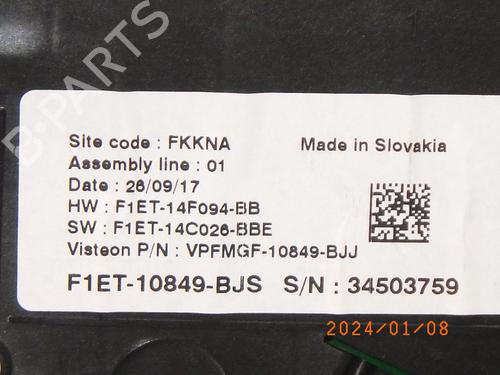 B-PARTS
Site code : FKKNA
Made in Slovakia
Assembly line : 01
Date : 26/09/17
HW : F1ET-14F094-BB
SW : F1ET-14C026-BBE
Visteon P/N : VPFMGF-10849-BJJ
F1ET-10849-BJS S/N : 34503759
2024/01/08